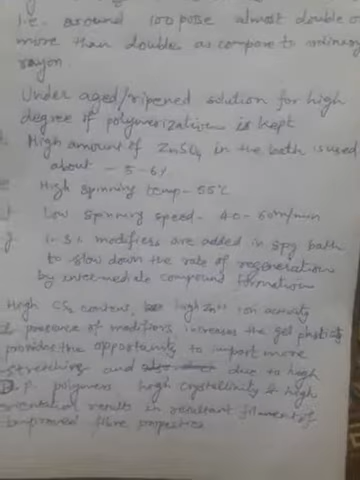 i.e. around 100 poise almost double or
more than double as compare to ordinary
rayon
Under aged/ripened solution for high
degree of polymerization is kept
High amount of ZnSO4 in the bath is used
about - 5-6%
High spinning temp - 55°C
f Low spinning speed - 40-60m/min
g. 1-3% modifiers are added in spg bath
to slow down the rate of regeneration
by intermediate compound formation
High CS2 content, high Zn++ ion activity
& presence of modifiers increases the gel plasticity
provides the opportunity to impart more
stretching and due to high
D.P. polymers high crystallinity & high
orientation results in resultant filament of
improved fibre properties